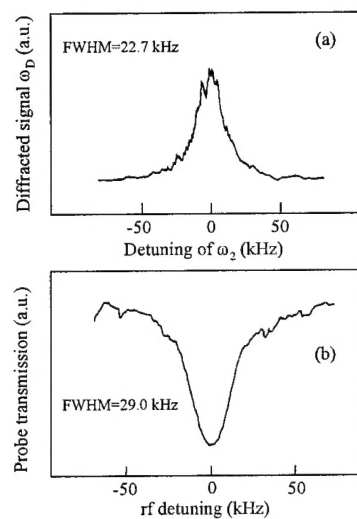 Diffracted signal ω_D (a.u.)
FWHM=22.7 kHz
(a)
-50 0 50
Detuning of ω_2 (kHz)
Probe transmission (a.u.)
(b)
FWHM=29.0 kHz
-50 0 50
rf detuning (kHz)